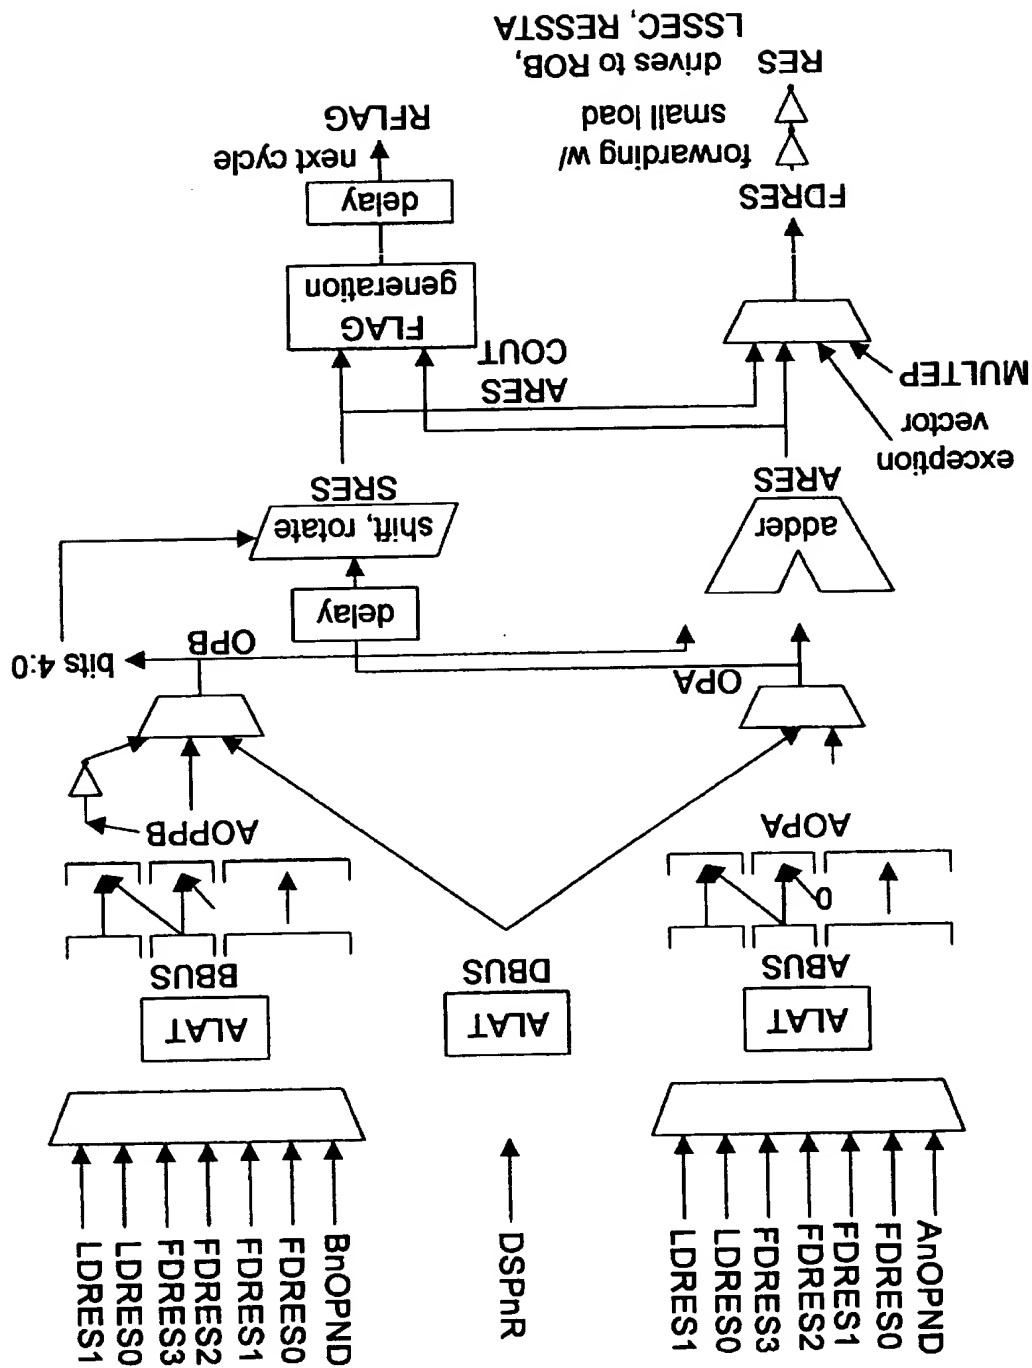 AnOPND
FDRES0
FDRES1
FDRES2
FDRES3
LDRES0
LDRES1
DSPnR
BnOPND
FDRES0
FDRES1
FDRES2
FDRES3
LDRES0
LDRES1
ALAT
ALAT
ALAT
ABUS
DBUS
BBUS
0
AOPA
AOPPB
OPA
OPB
bits 4:0
delay
adder
shift, rotate
ARES
SRES
exception
vector
MULTEP
ARES
COUT
FLAG
generation
FDRES
delay
forwarding w/
small load
next cycle
RFLAG
RES
drives to ROB,
LSSEC, RESSTA